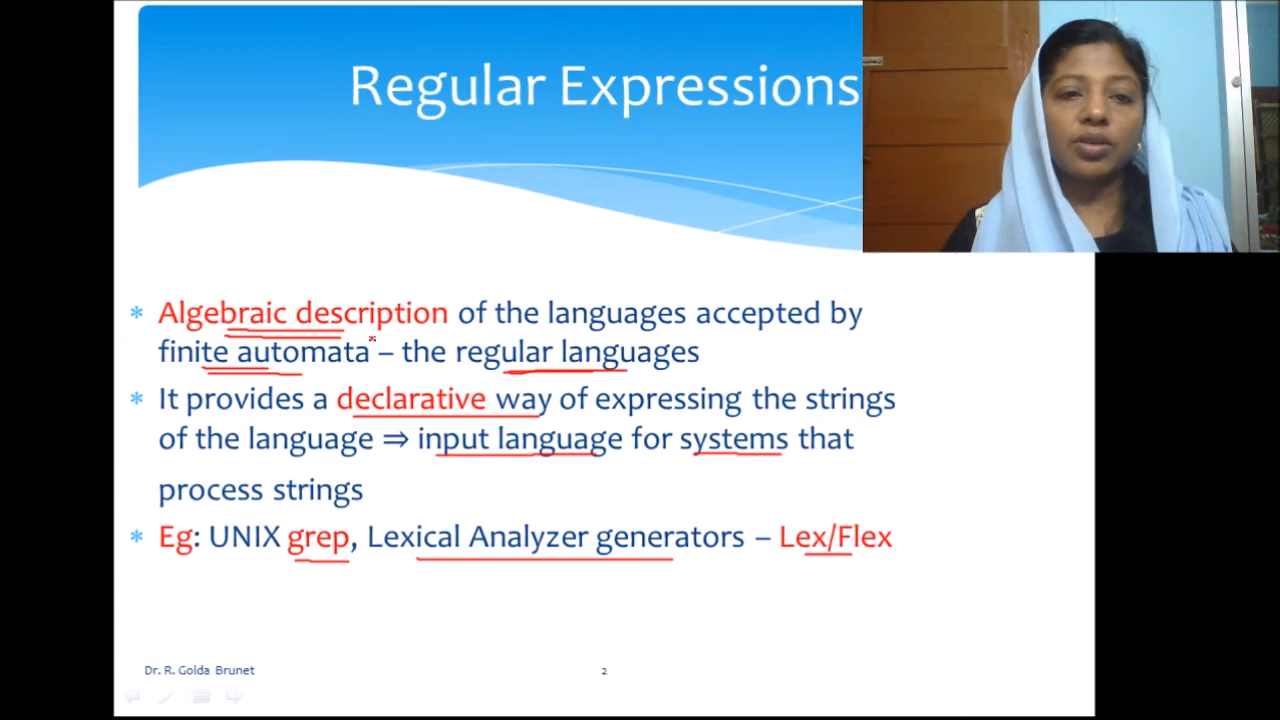 Regular Expressions
* Algebraic description of the languages accepted by
finite automata – the regular languages
* It provides a declarative way of expressing the strings
of the language ⇒ input language for systems that
process strings
* Eg: UNIX grep, Lexical Analyzer generators – Lex/Flex
Dr. R. Golda Brunet
2